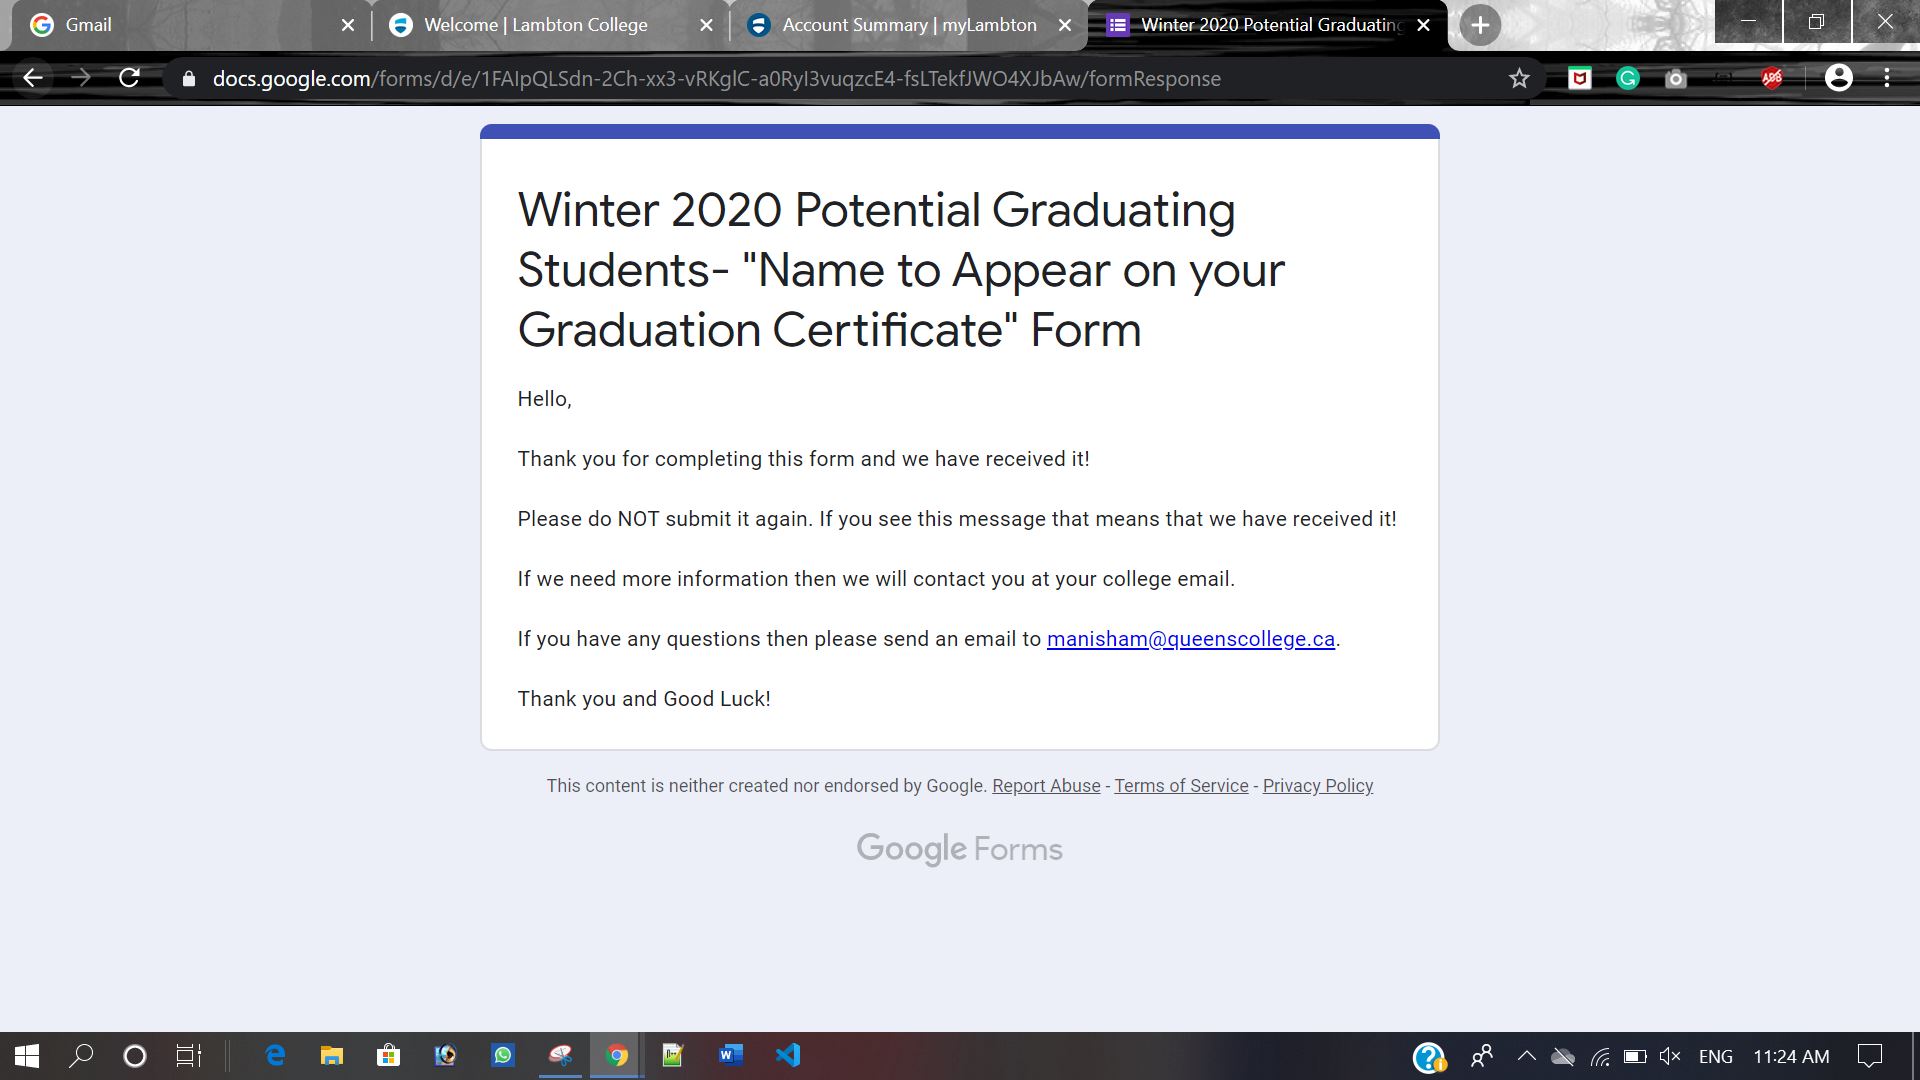 Gmail
Welcome | Lambton College
Account Summary | myLambton
Winter 2020 Potential Graduating
docs.google.com/forms/d/e/1FAIpQLSdn-2Ch-xx3-vRKglC-a0RyI3vuqzcE4-fsLTekfJWO4XJbAw/formResponse
Winter 2020 Potential Graduating
Students- "Name to Appear on your
Graduation Certificate" Form
Hello,
Thank you for completing this form and we have received it!
Please do NOT submit it again. If you see this message that means that we have received it!
If we need more information then we will contact you at your college email.
If you have any questions then please send an email to manisham@queenscollege.ca.
Thank you and Good Luck!
This content is neither created nor endorsed by Google. Report Abuse - Terms of Service - Privacy Policy
Google Forms
ENG 11:24 AM